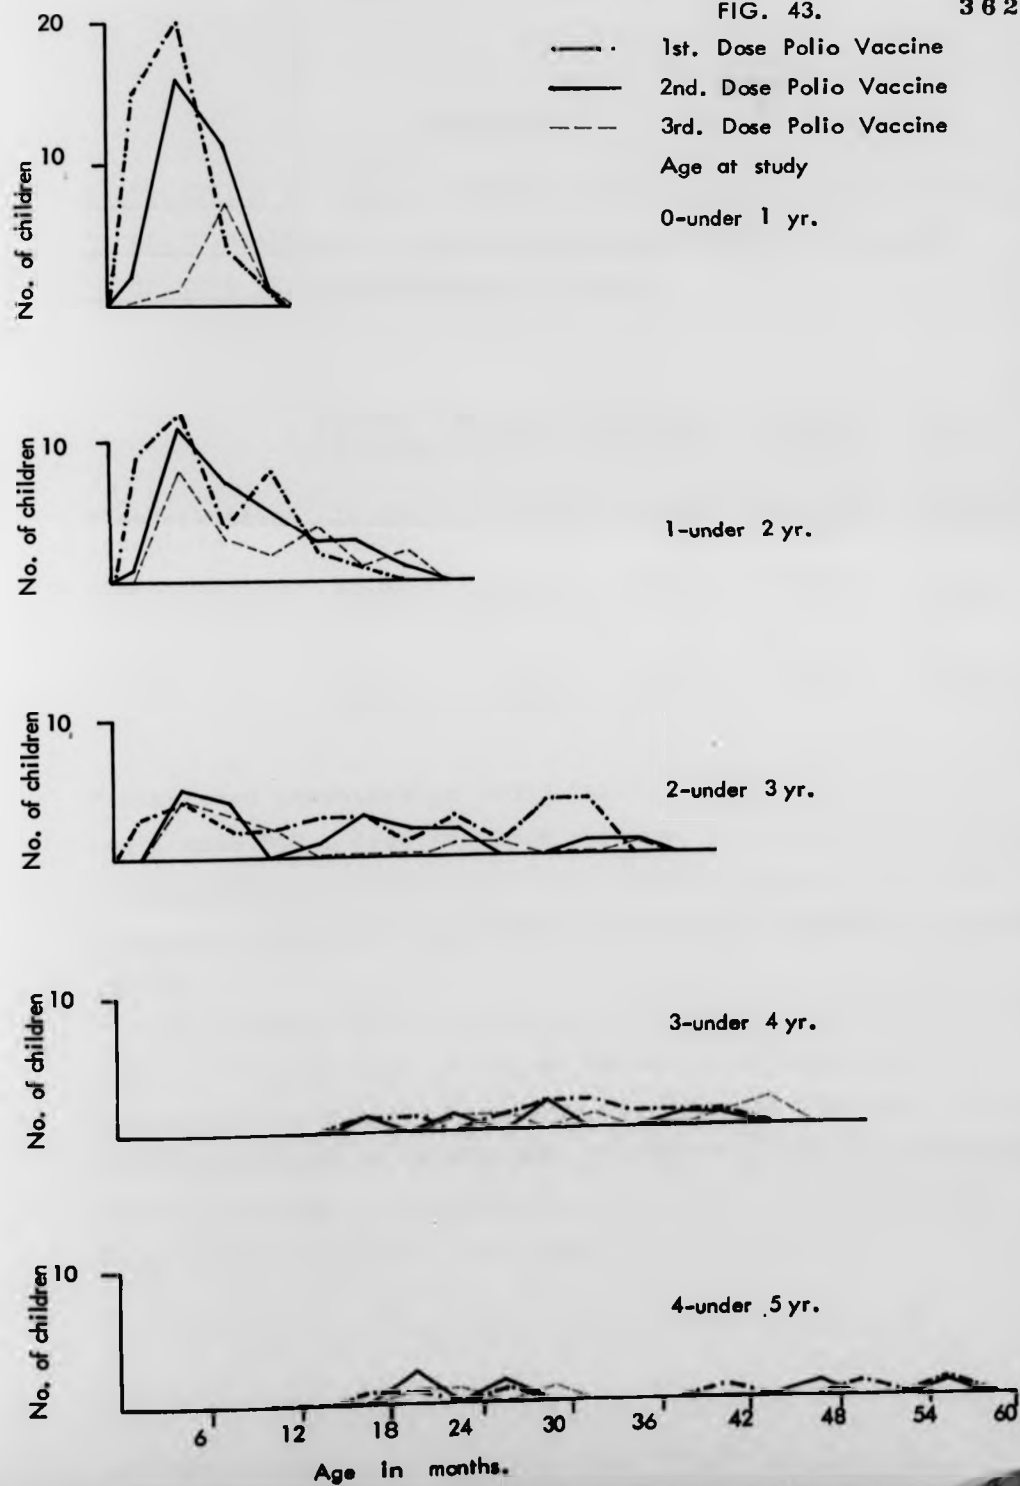 FIG. 43.
362
1st. Dose Polio Vaccine
2nd. Dose Polio Vaccine
3rd. Dose Polio Vaccine
Age at study
0-under 1 yr.
20
10
No. of children
10
No. of children
1-under 2 yr.
10
No. of children
2-under 3 yr.
10
No. of children
3-under 4 yr.
10
No. of children
4-under 5 yr.
6 12 18 24 30 36 42 48 54 60
Age in months.